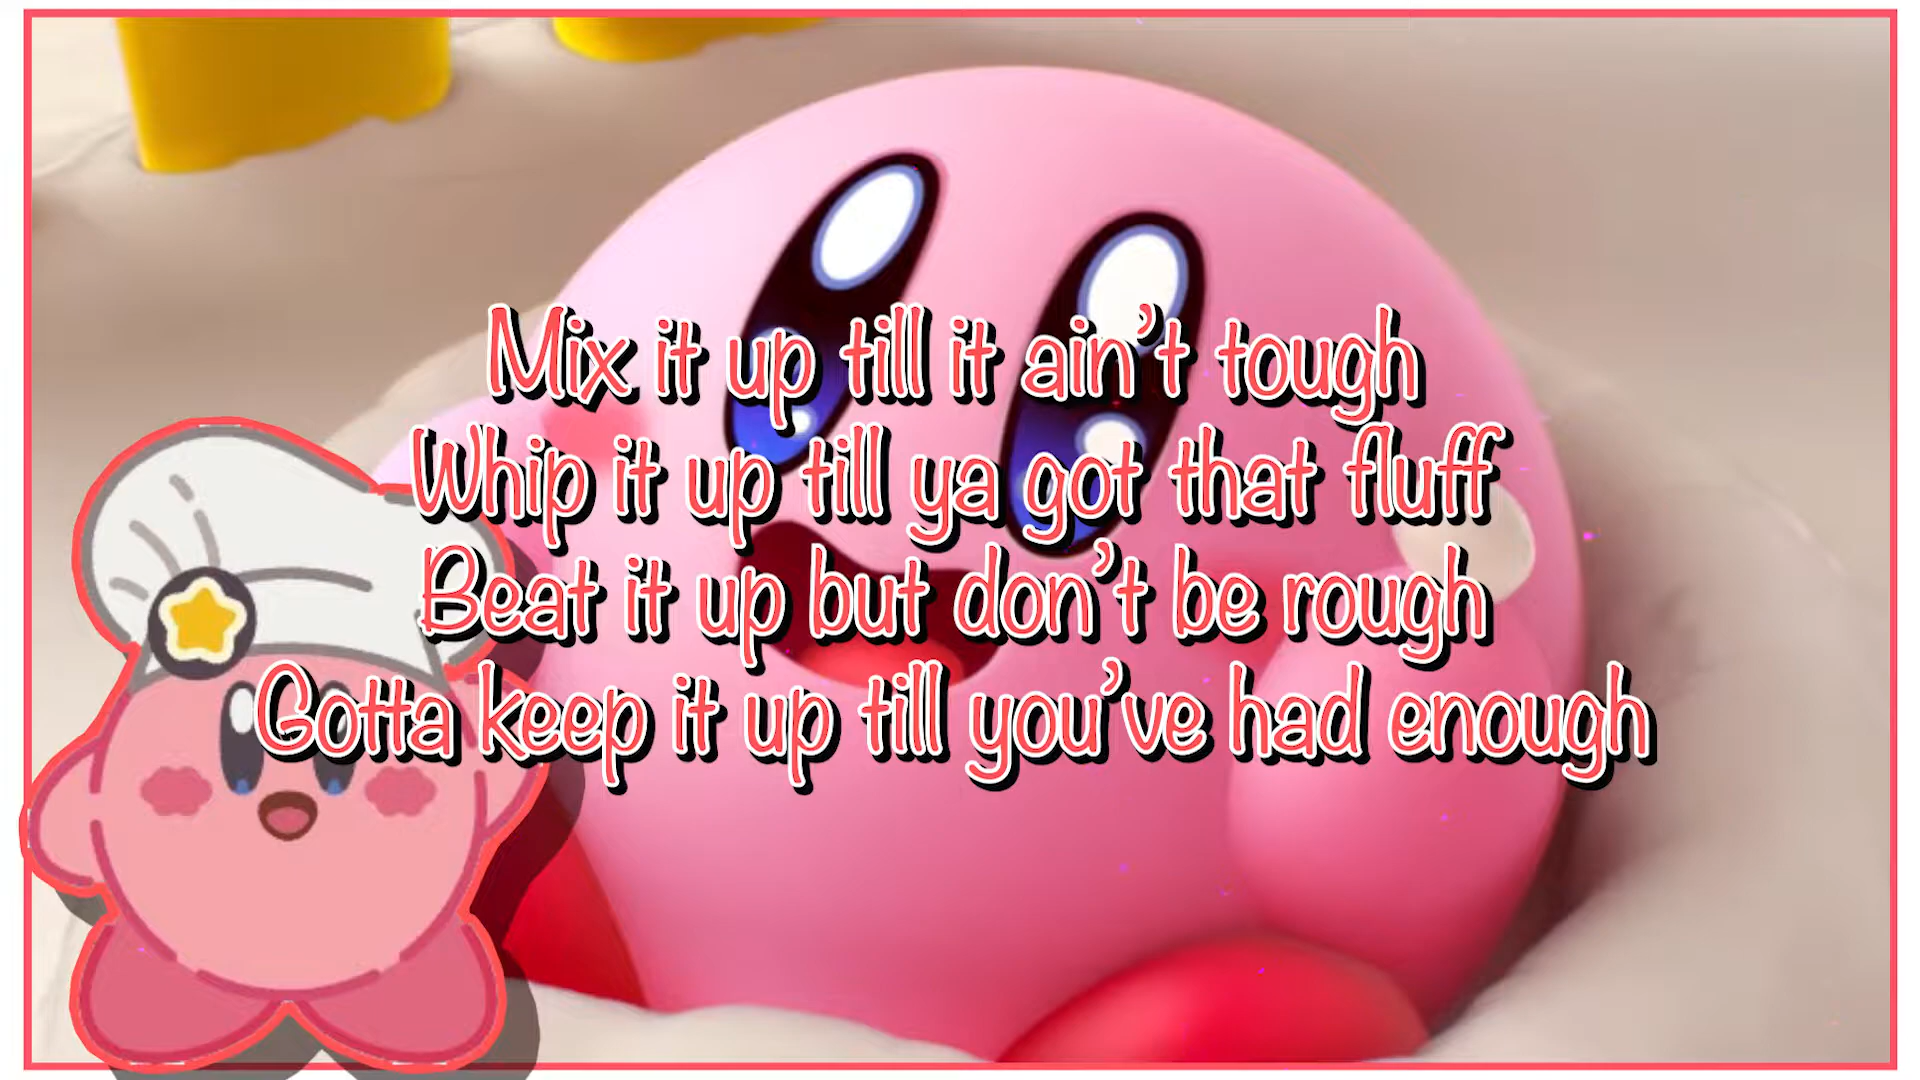 Mix it up till it ain't tough
Whip it up till ya got that fluff
Beat it up but don't be rough
Gotta keep it up till you've had enough